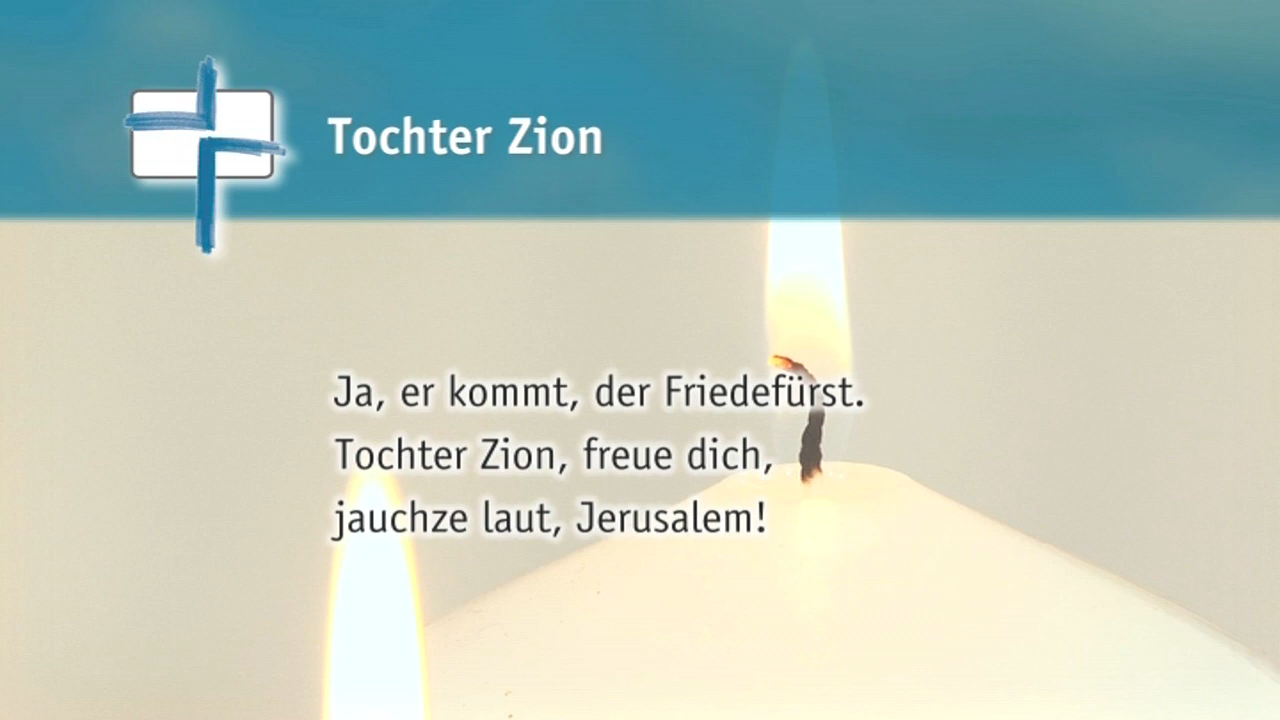 Tochter Zion
Ja, er kommt, der Friedefürst.
Tochter Zion, freue dich,
jauchze laut, Jerusalem!